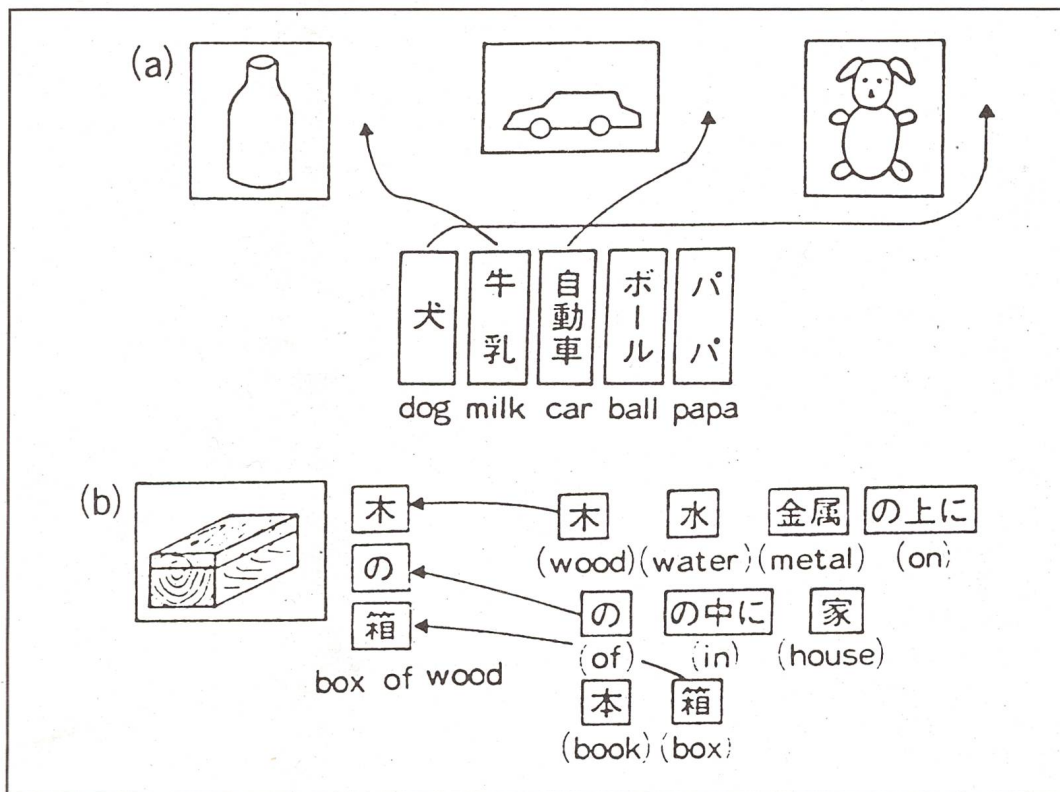 (a)
犬 牛乳 自動車 ボール パパ
dog milk car ball papa
(b)
木
の
箱
box of wood
木 水 金属 の上に
(wood) (water) (metal) (on)
の の中に 家
(of) (in) (house)
本 箱
(book) (box)